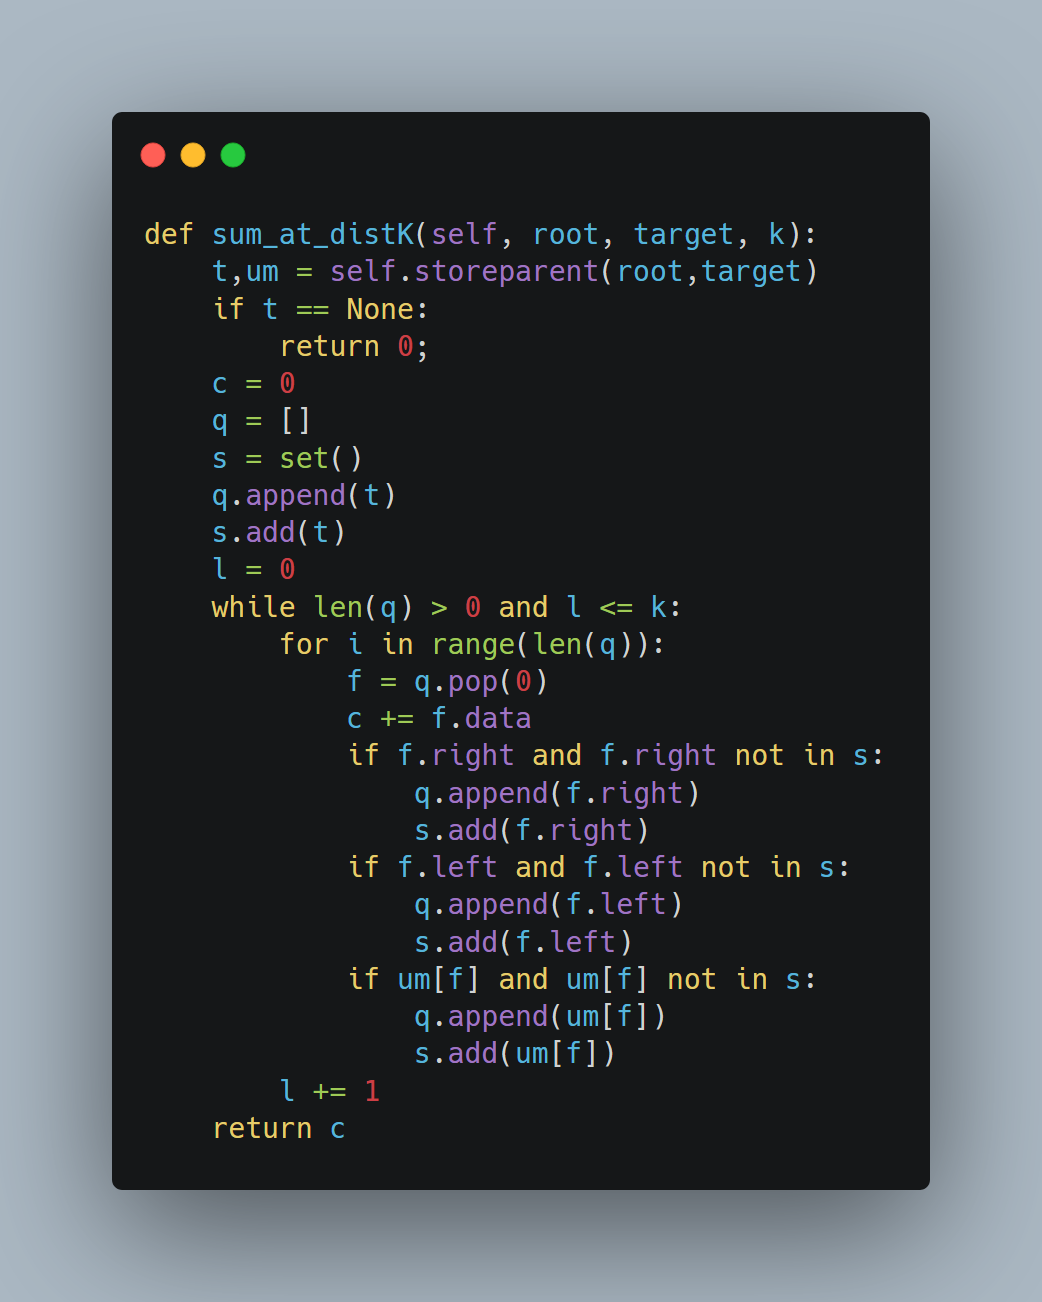 def sum_at_distK(self, root, target, k):
    t,um = self.storeparent(root,target)
    if t == None:
        return 0;
    c = 0
    q = []
    s = set()
    q.append(t)
    s.add(t)
    l = 0
    while len(q) > 0 and l <= k:
        for i in range(len(q)):
            f = q.pop(0)
            c += f.data
            if f.right and f.right not in s:
                q.append(f.right)
                s.add(f.right)
            if f.left and f.left not in s:
                q.append(f.left)
                s.add(f.left)
            if um[f] and um[f] not in s:
                q.append(um[f])
                s.add(um[f])
        l += 1
    return c